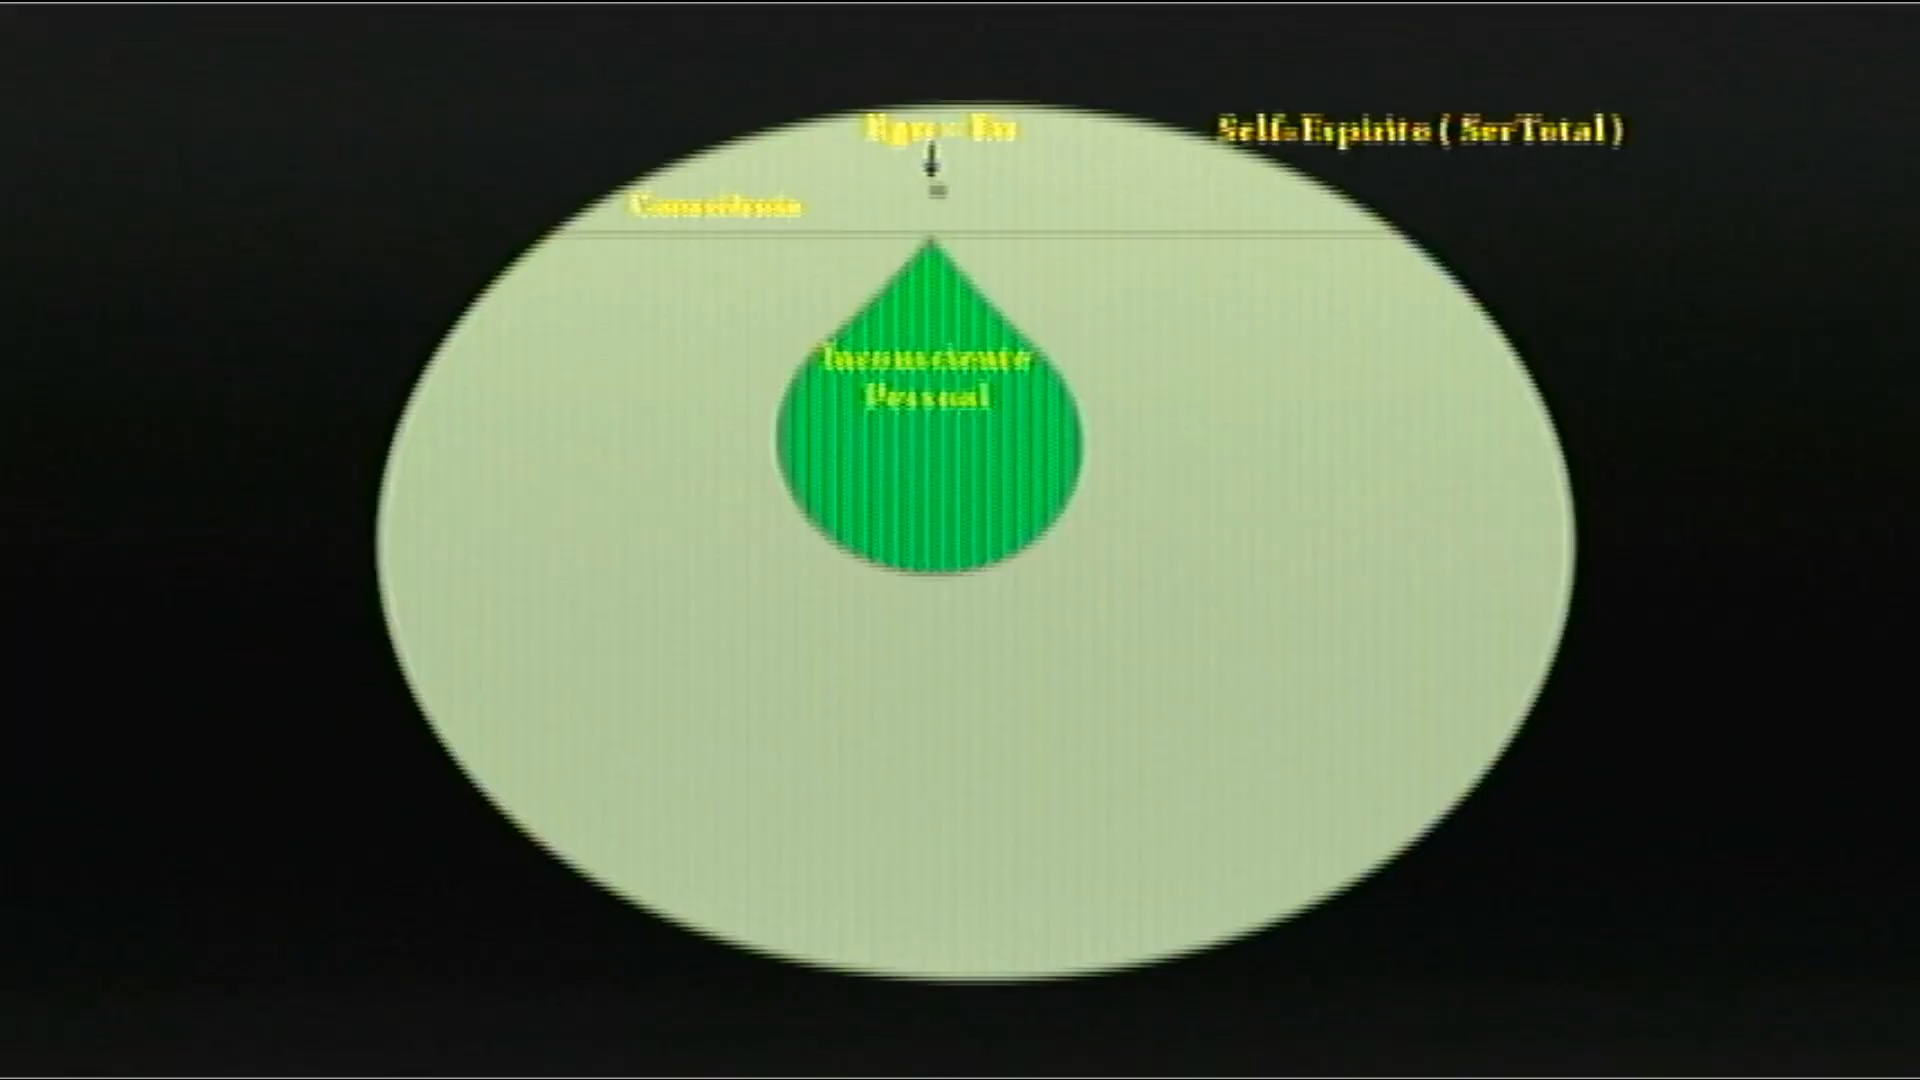 Ego = Eu
Self=Espírito ( Ser Total )
Consciência
Inconsciente
Pessoal